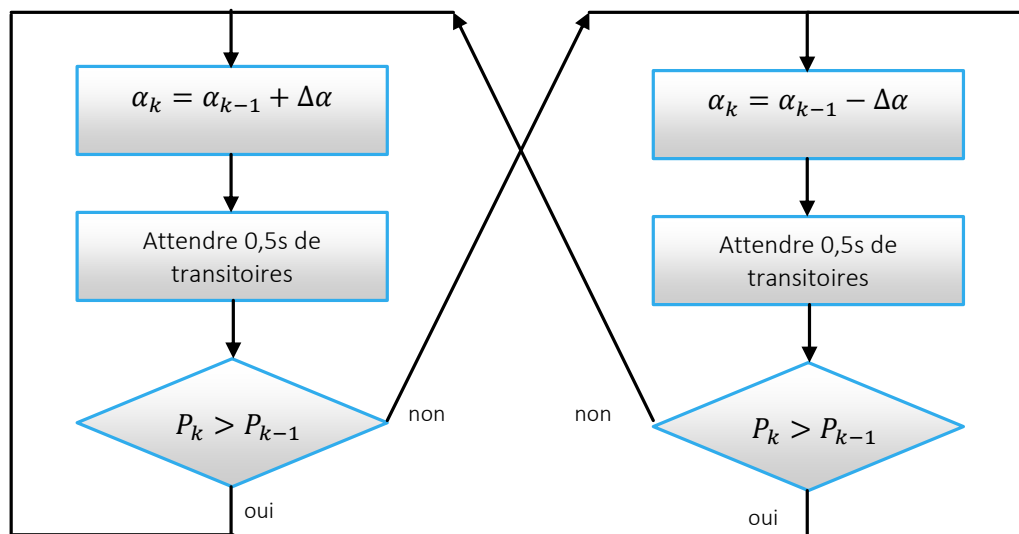 α_k = α_{k−1} + Δα
Attendre 0,5s de
transitoires
P_k > P_{k−1}
non
oui
α_k = α_{k−1} − Δα
Attendre 0,5s de
transitoires
P_k > P_{k−1}
non
oui